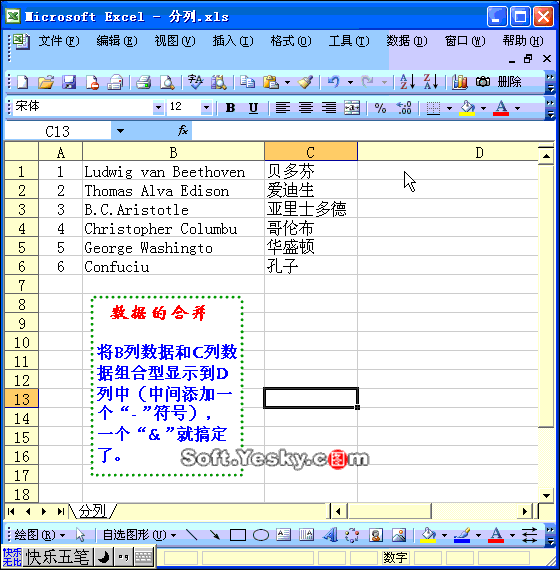 Microsoft Excel - 分列.xls
文件(F) 编辑(E) 视图(V) 插入(I) 格式(O) 工具(T) 数据(D) 窗口(W) 帮助(H)
删除
宋体 12 B U % A
C13 fx
A B C D
1 1 Ludwig van Beethoven 贝多芬
2 2 Thomas Alva Edison 爱迪生
3 3 B.C.Aristotle 亚里士多德
4 4 Christopher Columbu 哥伦布
5 5 George Washingto 华盛顿
6 6 Confuciu 孔子
7
8
数据的合并
9
10
将B列数据和C列数
11
据组合型显示到D
12
列中（中间添加一
13
个“-”符号），
14
一个“&”就搞定
15
了。
16
Soft.Yesky.c图m
17
18
分列
绘图(R) 自选图形(U)
数字
快乐无比 快乐五笔